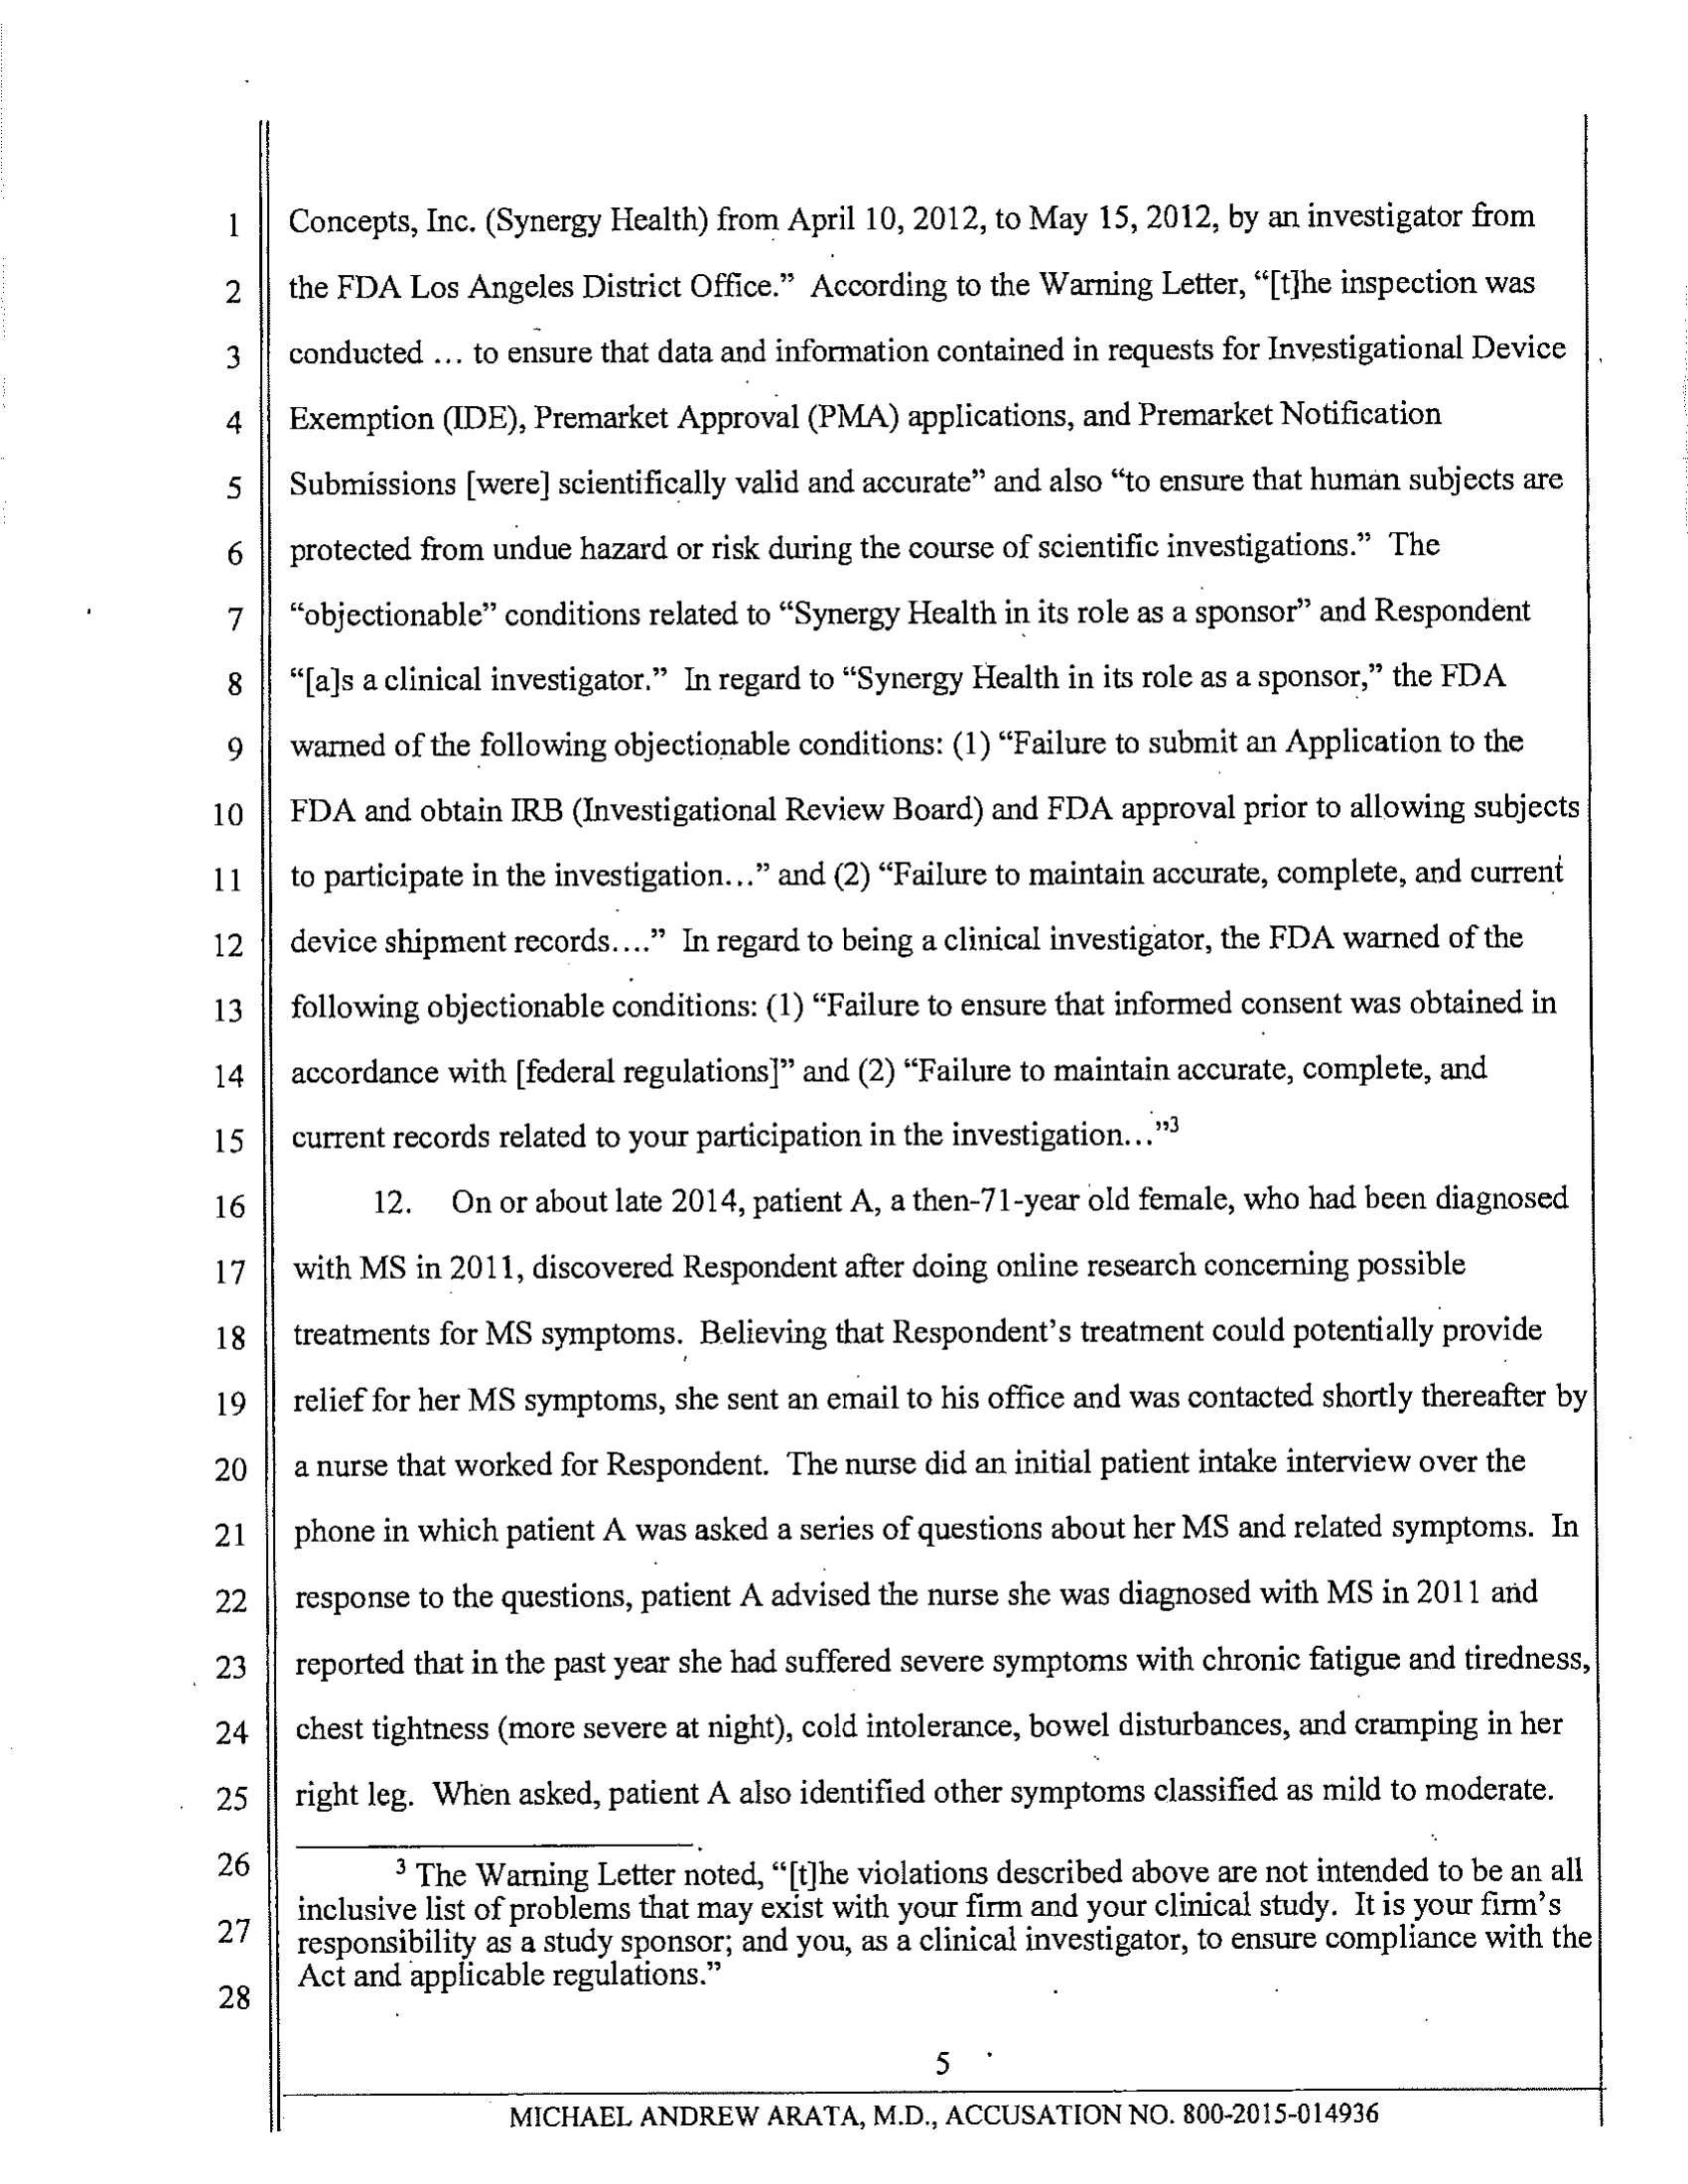 1 Concepts, Inc. (Synergy Health) from April 10, 2012, to May 15, 2012, by an investigator from
2 the FDA Los Angeles District Office.” According to the Warning Letter, “[t]he inspection was
3 conducted … to ensure that data and information contained in requests for Investigational Device
4 Exemption (IDE), Premarket Approval (PMA) applications, and Premarket Notification
5 Submissions [were] scientifically valid and accurate” and also “to ensure that human subjects are
6 protected from undue hazard or risk during the course of scientific investigations.” The
7 “objectionable” conditions related to “Synergy Health in its role as a sponsor” and Respondent
8 “[a]s a clinical investigator.” In regard to “Synergy Health in its role as a sponsor,” the FDA
9 warned of the following objectionable conditions: (1) “Failure to submit an Application to the
10 FDA and obtain IRB (Investigational Review Board) and FDA approval prior to allowing subjects
11 to participate in the investigation…” and (2) “Failure to maintain accurate, complete, and current
12 device shipment records….” In regard to being a clinical investigator, the FDA warned of the
13 following objectionable conditions: (1) “Failure to ensure that informed consent was obtained in
14 accordance with [federal regulations]” and (2) “Failure to maintain accurate, complete, and
15 current records related to your participation in the investigation…”3
16 12. On or about late 2014, patient A, a then-71-year old female, who had been diagnosed
17 with MS in 2011, discovered Respondent after doing online research concerning possible
18 treatments for MS symptoms. Believing that Respondent’s treatment could potentially provide
19 relief for her MS symptoms, she sent an email to his office and was contacted shortly thereafter by
20 a nurse that worked for Respondent. The nurse did an initial patient intake interview over the
21 phone in which patient A was asked a series of questions about her MS and related symptoms. In
22 response to the questions, patient A advised the nurse she was diagnosed with MS in 2011 and
23 reported that in the past year she had suffered severe symptoms with chronic fatigue and tiredness,
24 chest tightness (more severe at night), cold intolerance, bowel disturbances, and cramping in her
25 right leg. When asked, patient A also identified other symptoms classified as mild to moderate.
26 3 The Warning Letter noted, “[t]he violations described above are not intended to be an all
inclusive list of problems that may exist with your firm and your clinical study. It is your firm’s
27 responsibility as a study sponsor; and you, as a clinical investigator, to ensure compliance with the
Act and applicable regulations.”
28
5
MICHAEL ANDREW ARATA, M.D., ACCUSATION NO. 800-2015-014936